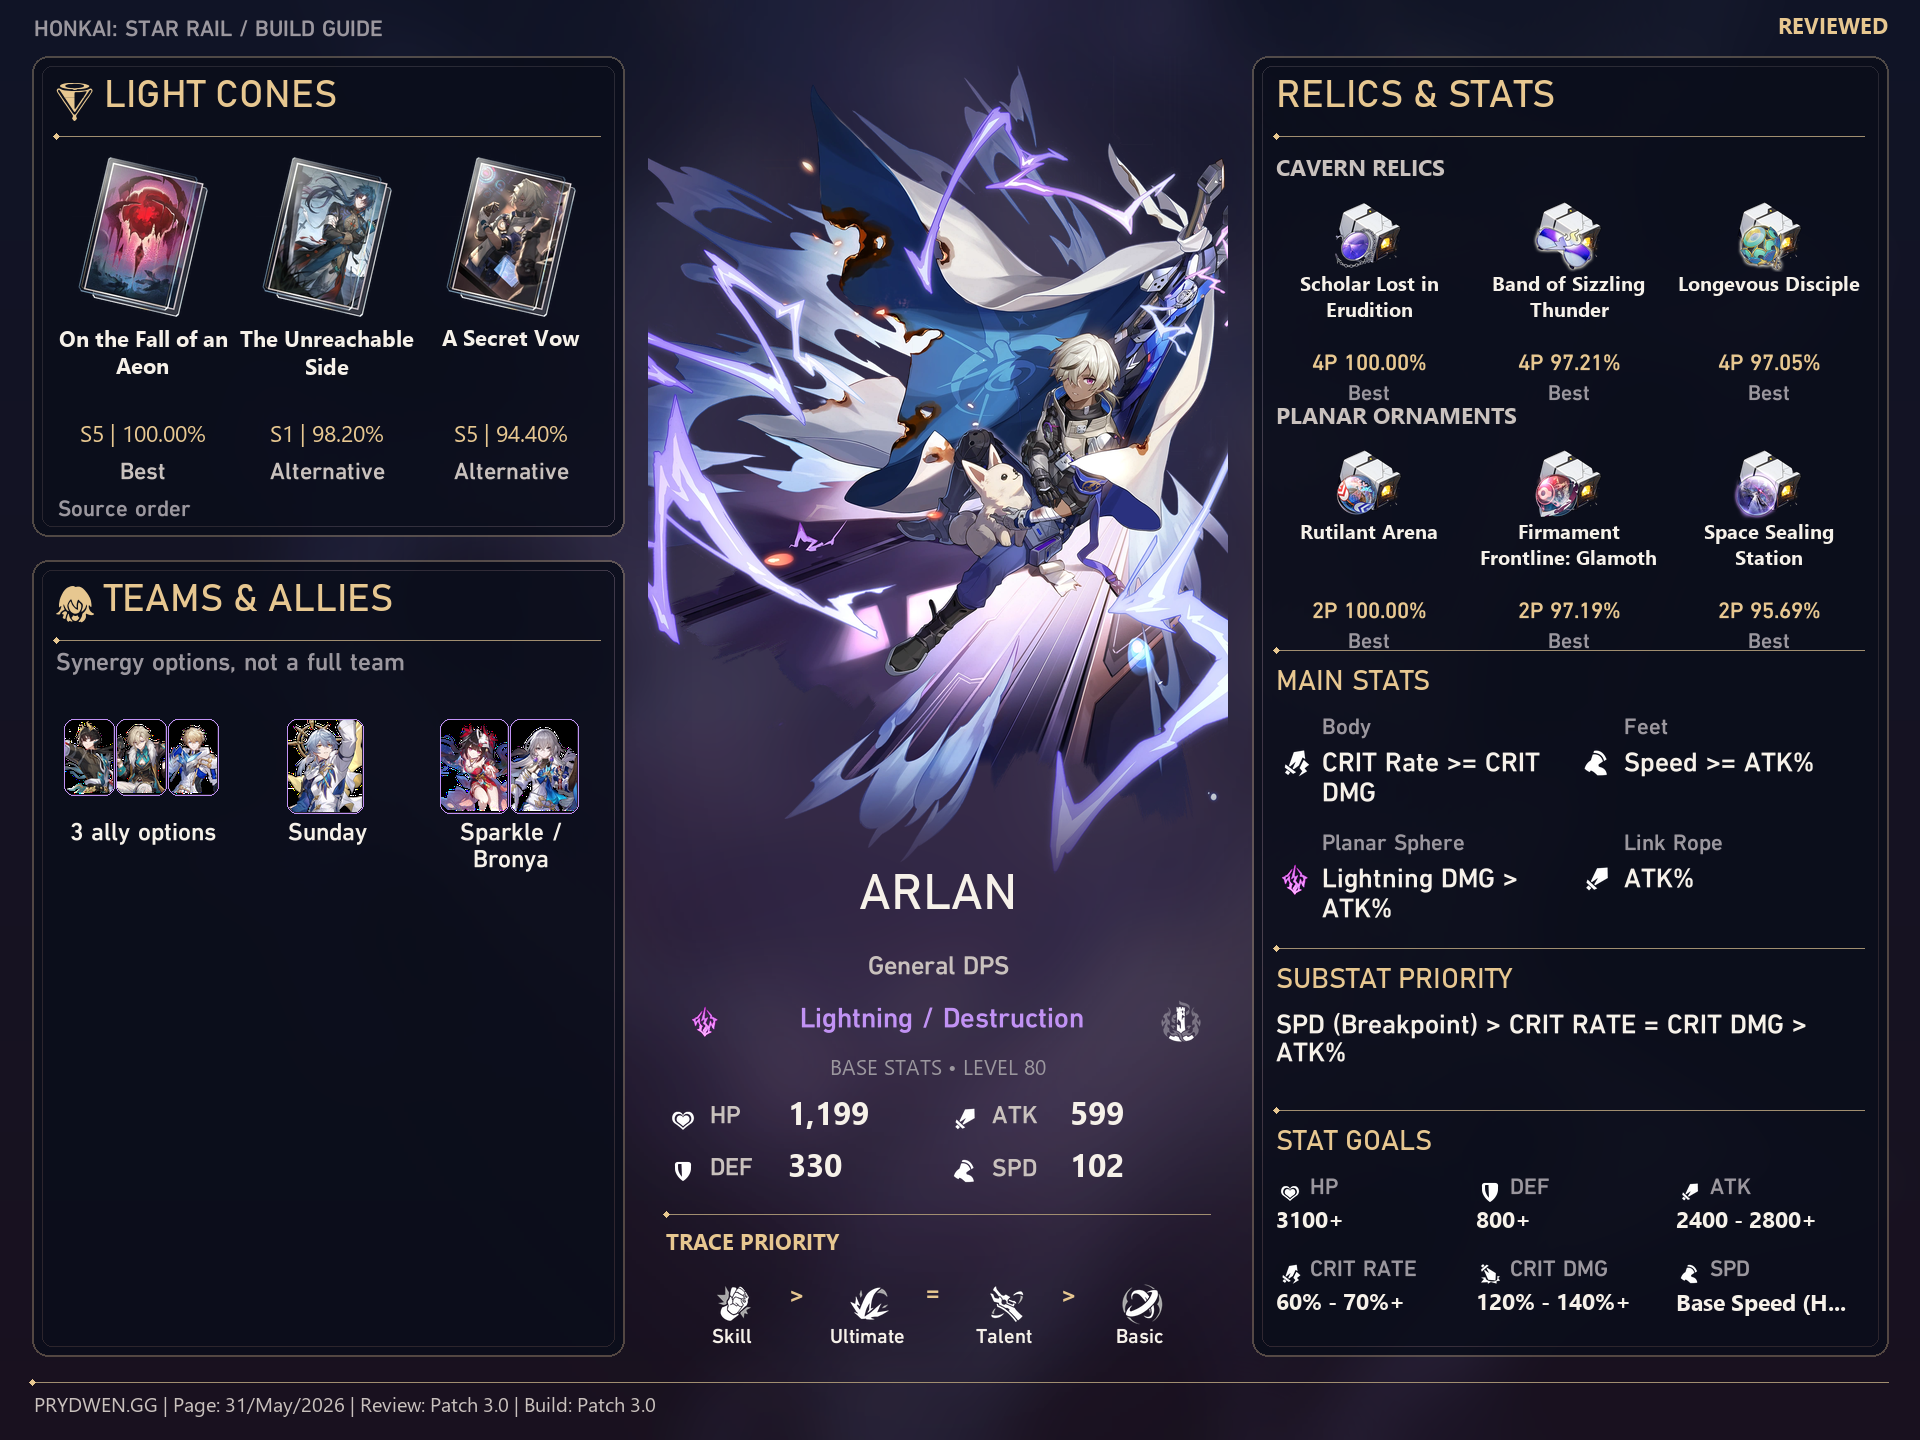 HONKAI: STAR RAIL / BUILD GUIDE
REVIEWED
LIGHT CONES
On the Fall of an
Aeon
S5 | 100.00%
Best
The Unreachable
Side
S1 | 98.20%
Alternative
A Secret Vow
S5 | 94.40%
Alternative
Source order
TEAMS & ALLIES
Synergy options, not a full team
3 ally options
Sunday
Sparkle /
Bronya
ARLAN
General DPS
Lightning / Destruction
BASE STATS • LEVEL 80
HP 1,199
ATK 599
DEF 330
SPD 102
TRACE PRIORITY
Skill > Ultimate = Talent > Basic
RELICS & STATS
CAVERN RELICS
Scholar Lost in
Erudition
4P 100.00%
Best
Band of Sizzling
Thunder
4P 97.21%
Best
Longevous Disciple
4P 97.05%
Best
PLANAR ORNAMENTS
Rutilant Arena
2P 100.00%
Best
Firmament
Frontline: Glamoth
2P 97.19%
Best
Space Sealing
Station
2P 95.69%
Best
MAIN STATS
Body
CRIT Rate >= CRIT
DMG
Feet
Speed >= ATK%
Planar Sphere
Lightning DMG >
ATK%
Link Rope
ATK%
SUBSTAT PRIORITY
SPD (Breakpoint) > CRIT RATE = CRIT DMG >
ATK%
STAT GOALS
HP
3100+
DEF
800+
ATK
2400 - 2800+
CRIT RATE
60% - 70%+
CRIT DMG
120% - 140%+
SPD
Base Speed (H...
PRYDWEN.GG | Page: 31/May/2026 | Review: Patch 3.0 | Build: Patch 3.0